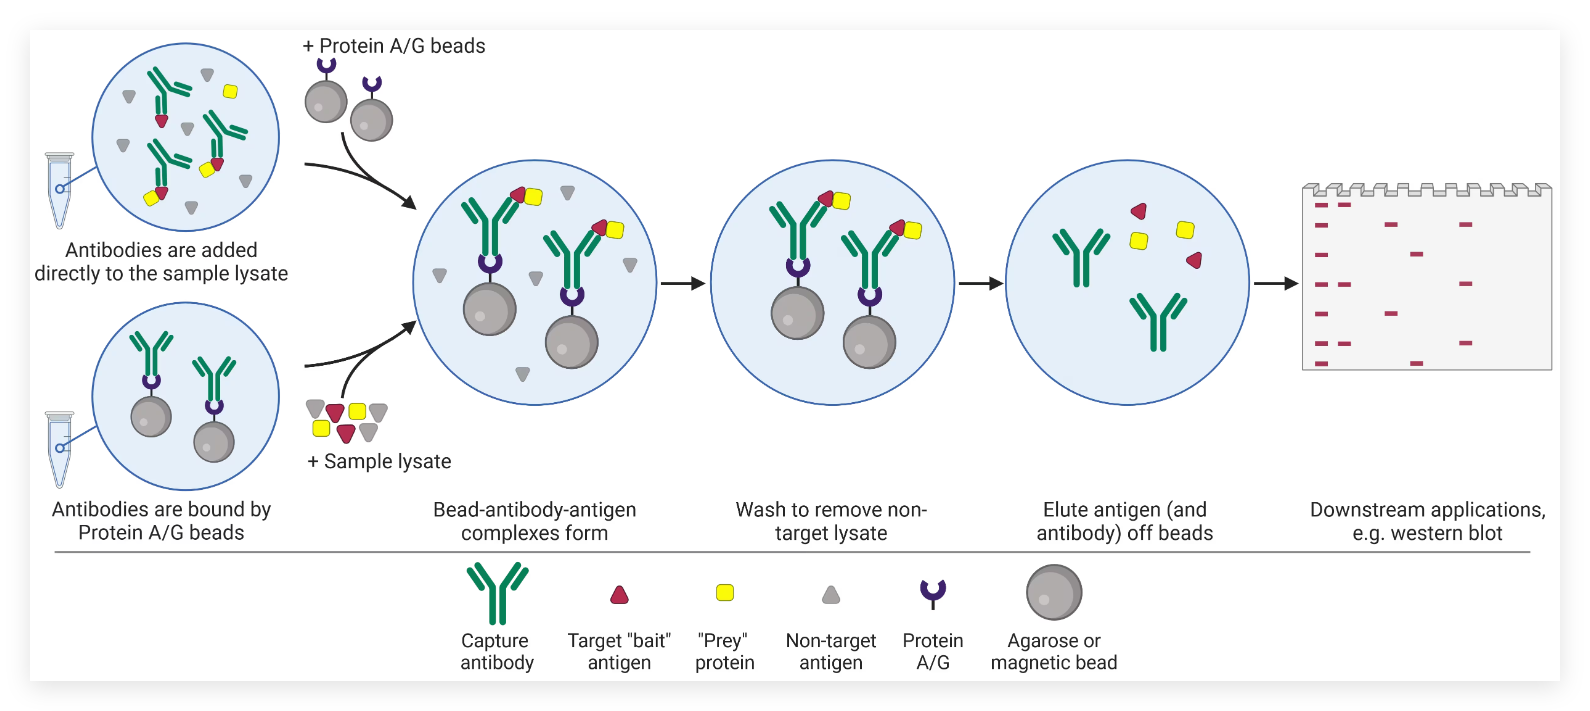 + Protein A/G beads
Antibodies are added
directly to the sample lysate
+ Sample lysate
Antibodies are bound by
Protein A/G beads
Bead-antibody-antigen
complexes form
Wash to remove non-
target lysate
Elute antigen (and
antibody) off beads
Downstream applications,
e.g. western blot
Capture
antibody
Target "bait"
antigen
"Prey"
protein
Non-target
antigen
Protein
A/G
Agarose or
magnetic bead